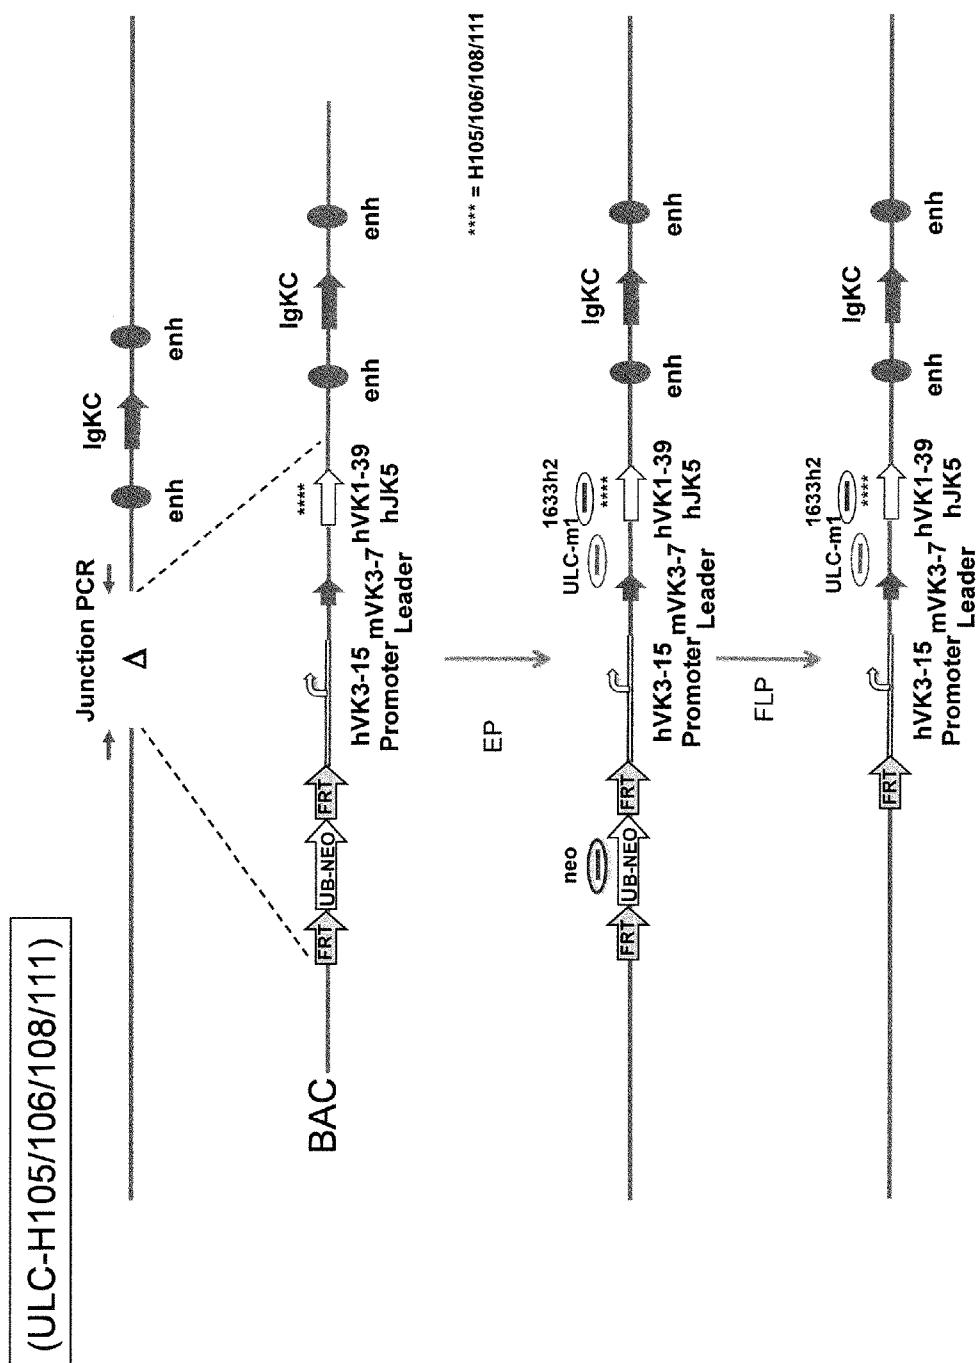 (ULC-H105/106/108/111)
Junction PCR
Δ
enh
IgKC
enh
BAC
FRT
UB-NEO
FRT
hVK3-15
Promoter
mVK3-7
Leader
****
hVK1-39
hJK5
enh
IgKC
enh
EP
**** = H105/106/108/111
neo
FRT
UB-NEO
FRT
hVK3-15
Promoter
ULC-m1
mVK3-7
Leader
1633h2
****
hVK1-39
hJK5
enh
IgKC
enh
FLP
FRT
hVK3-15
Promoter
ULC-m1
mVK3-7
Leader
1633h2
****
hVK1-39
hJK5
enh
IgKC
enh